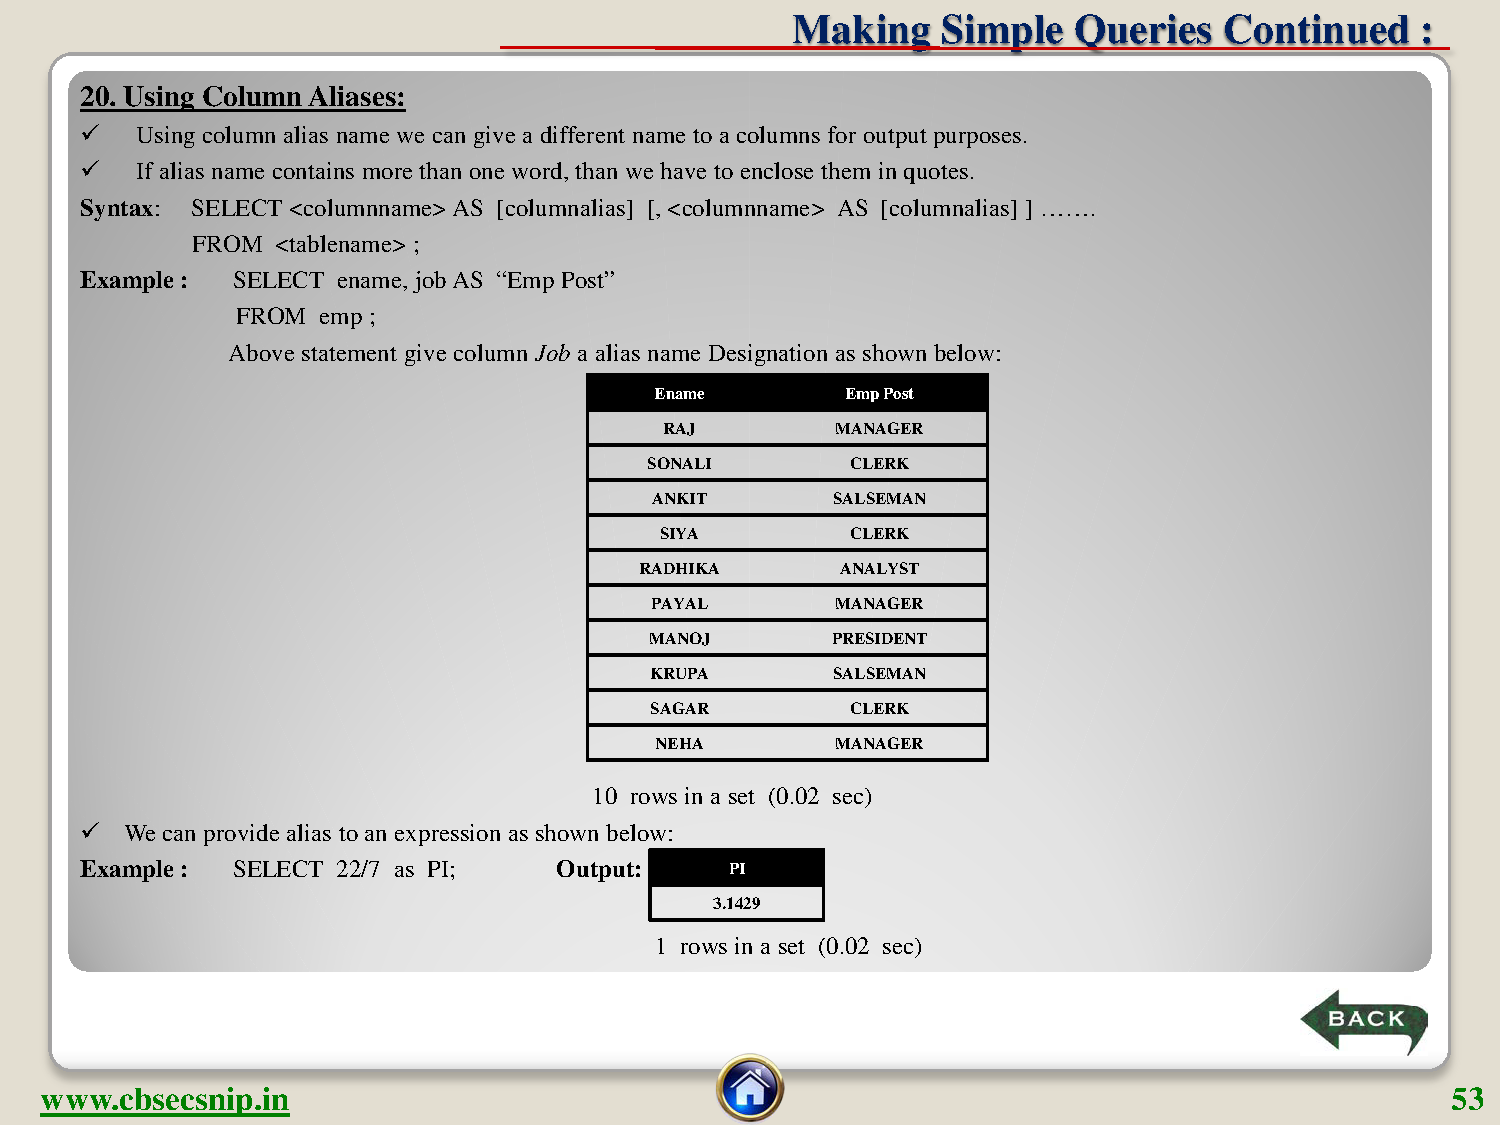 Making Simple Queries Continued :
20. Using Column Aliases:
✓ Using column alias name we can give a different name to a columns for output purposes.
✓ If alias name contains more than one word, than we have to enclose them in quotes.
Syntax: SELECT <columnname> AS [columnalias] [, <columnname> AS [columnalias] ] …….
FROM <tablename> ;
Example : SELECT ename, job AS “Emp Post”
FROM emp ;
Above statement give column Job a alias name Designation as shown below:
Ename Emp Post
RAJ MANAGER
SONALI CLERK
ANKIT SALSEMAN
SIYA CLERK
RADHIKA ANALYST
PAYAL MANAGER
MANOJ PRESIDENT
KRUPA SALSEMAN
SAGAR CLERK
NEHA MANAGER
10 rows in a set (0.02 sec)
✓ We can provide alias to an expression as shown below:
Example : SELECT 22/7 as PI; Output: PI
3.1429
1 rows in a set (0.02 sec)
BACK
www.cbsecsnip.in 53